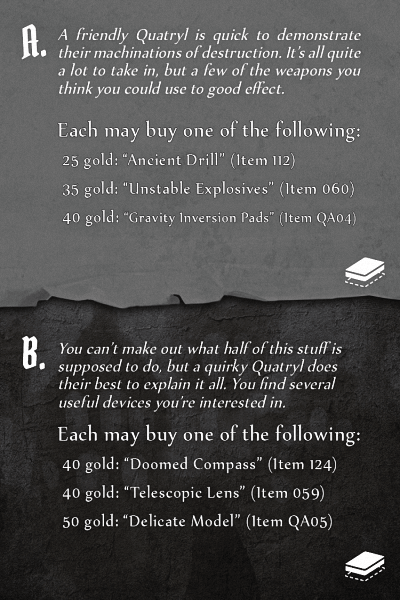 A.
A friendly Quatryl is quick to demonstrate
their machinations of destruction. It's all quite
a lot to take in, but a few of the weapons you
think you could use to good effect.
Each may buy one of the following:
25 gold: “Ancient Drill” (Item 112)
35 gold: “Unstable Explosives” (Item 060)
40 gold: “Gravity Inversion Pads” (Item QA04)
B.
You can't make out what half of this stuff is
supposed to do, but a quirky Quatryl does
their best to explain it all. You find several
useful devices you're interested in.
Each may buy one of the following:
40 gold: “Doomed Compass” (Item 124)
40 gold: “Telescopic Lens” (Item 059)
50 gold: “Delicate Model” (Item QA05)